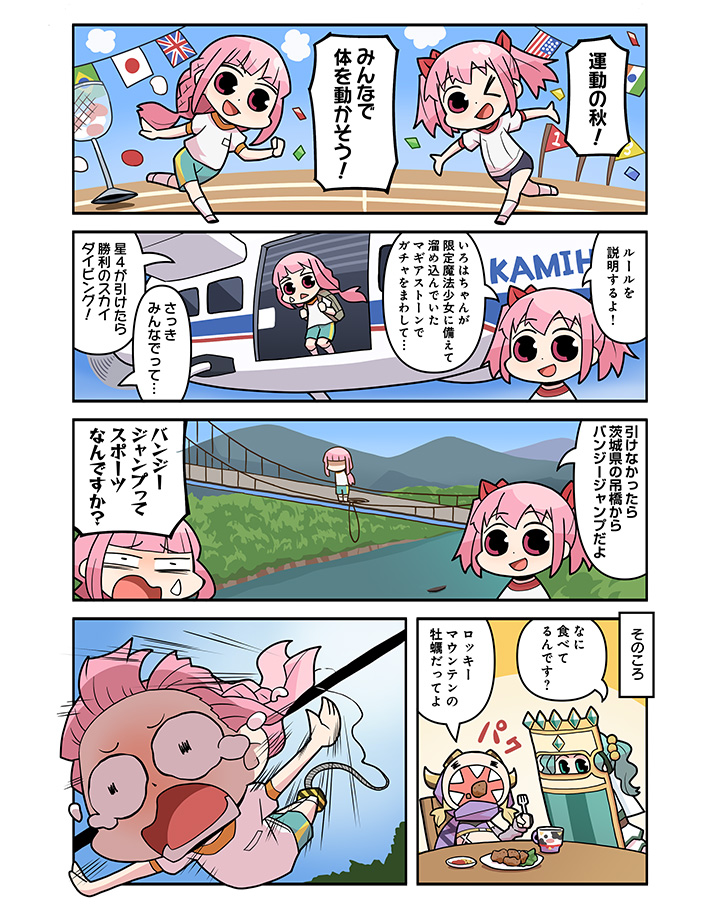 運動の秋！
みんなで
体を動かそう！
1
3
ルールを
説明するよ！
KAMIH
いろはちゃんが
限定魔法少女に備えて
溜め込んでいた
マギアストーンで
ガチャをまわして…
さっき
みんなでって…
星４が引けたら
勝利のスカイ
ダイビング！
引けなかったら
茨城県の吊橋から
バンジージャンプだよ
バンジー
ジャンプって
スポーツ
なんですか？
そのころ
なに
食べて
るんです？
ロッキー
マウンテンの
牡蠣だってよ
パク